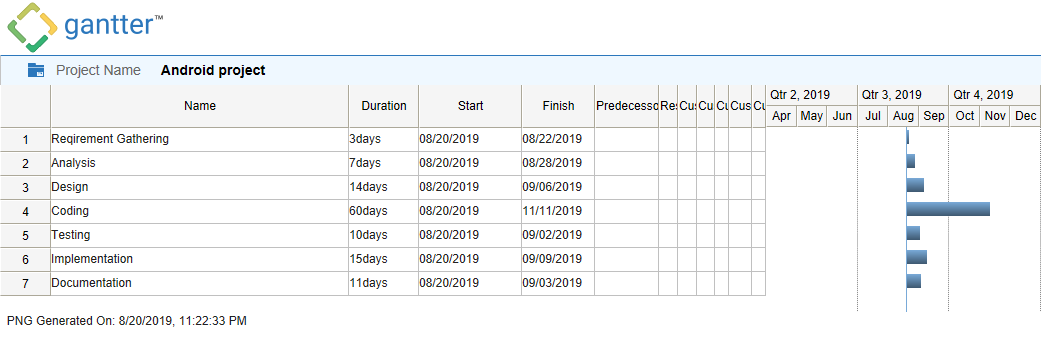 gantter™
Project Name Android project
Name Duration Start Finish Predecesso Res Cus Cu Cu Cus Cu Qtr 2, 2019 Qtr 3, 2019 Qtr 4, 2019
Apr May Jun Jul Aug Sep Oct Nov Dec
1 Reqirement Gathering 3days 08/20/2019 08/22/2019
2 Analysis 7days 08/20/2019 08/28/2019
3 Design 14days 08/20/2019 09/06/2019
4 Coding 60days 08/20/2019 11/11/2019
5 Testing 10days 08/20/2019 09/02/2019
6 Implementation 15days 08/20/2019 09/09/2019
7 Documentation 11days 08/20/2019 09/03/2019
PNG Generated On: 8/20/2019, 11:22:33 PM